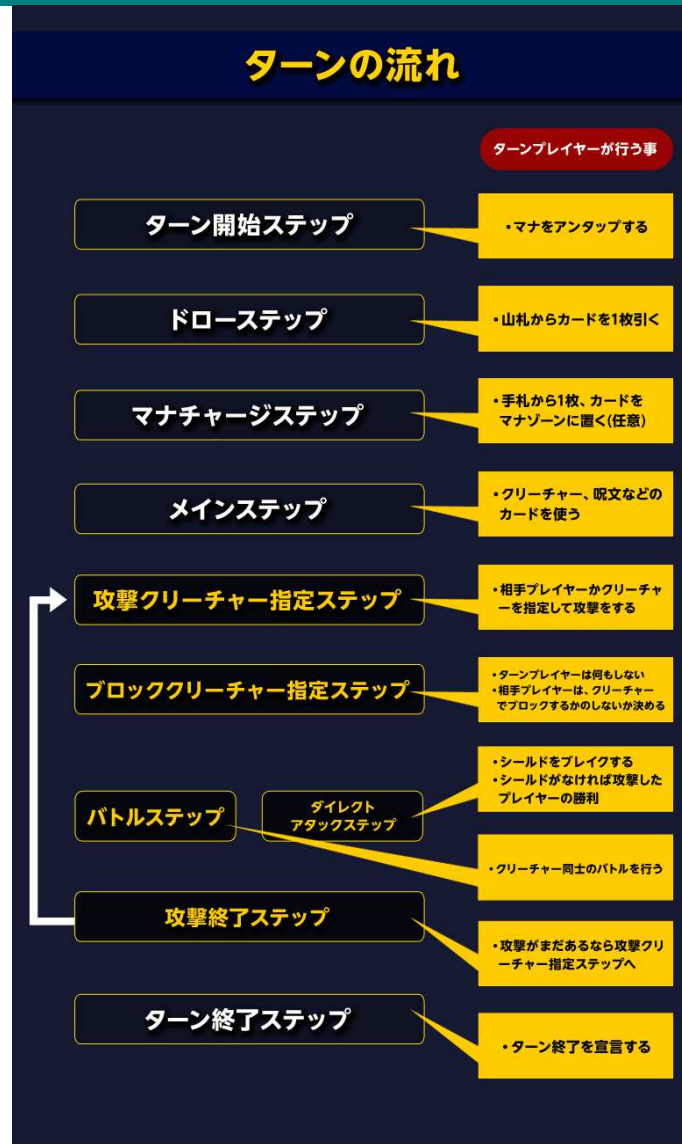 ターンの流れ
ターンプレイヤーが行う事
ターン開始ステップ
・マナをアンタップする
ドローステップ
・山札からカードを1枚引く
マナチャージステップ
・手札から1枚、カードを
マナゾーンに置く(任意)
メインステップ
・クリーチャー、呪文などの
カードを使う
攻撃クリーチャー指定ステップ
・相手プレイヤーかクリーチャ
ーを指定して攻撃をする
ブロッククリーチャー指定ステップ
・ターンプレイヤーは何もしない
・相手プレイヤーは、クリーチャー
でブロックするかのしないか決める
バトルステップ
ダイレクト
アタックステップ
・シールドをブレイクする
・シールドがなければ攻撃した
プレイヤーの勝利
・クリーチャー同士のバトルを行う
攻撃終了ステップ
・攻撃がまだあるなら攻撃クリ
ーチャー指定ステップへ
ターン終了ステップ
・ターン終了を宣言する